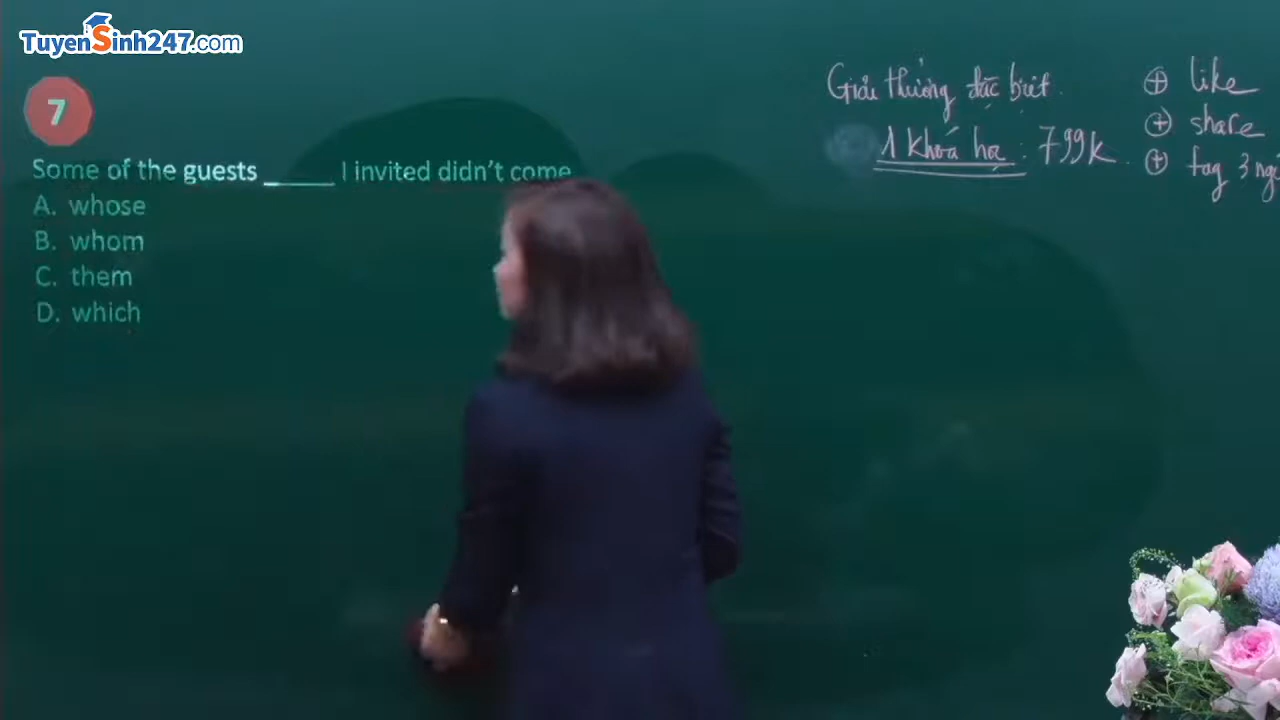 TuyenSinh247.com
7
Some of the guests _____ I invited didn't come
A. whose
B. whom
C. them
D. which
Giải thưởng đặc biệt.
1 khoá học: 799k.
⊕ like
⊕ share
⊕ tag 3